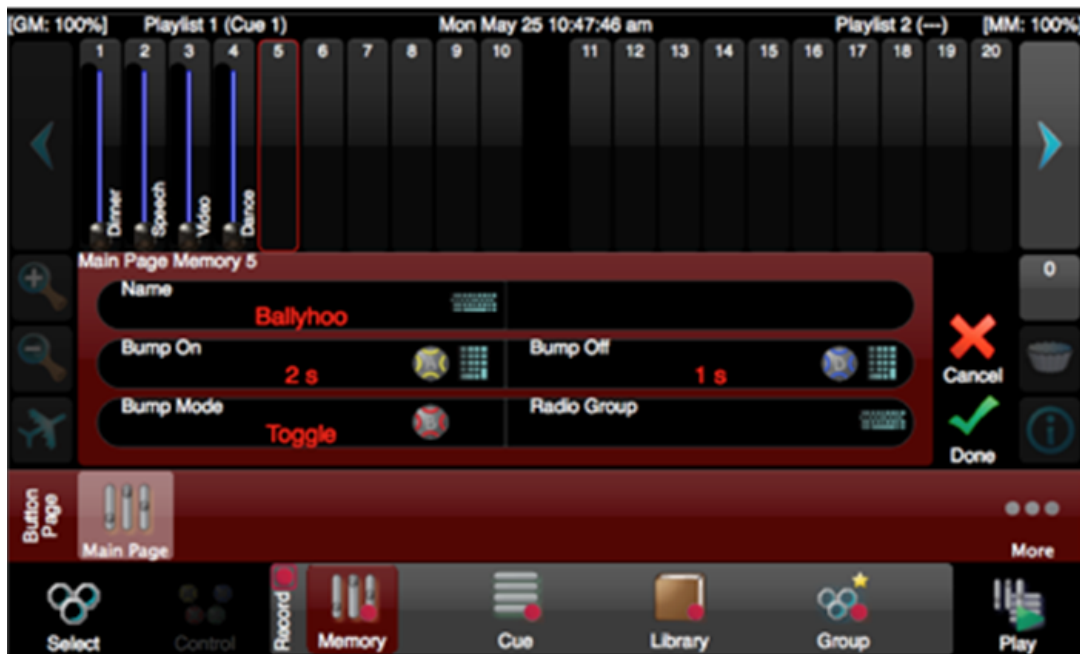 [GM: 100%] Playlist 1 (Cue 1) Mon May 25 10:47:46 am Playlist 2 (---) [MM: 100%]
1 2 3 4 5 6 7 8 9 10 11 12 13 14 15 16 17 18 19 20
Dinner Speech Video Dance
Main Page Memory 5
0
Name
Ballyhoo
Bump On Bump Off
2 s 1 s
Cancel
Bump Mode Radio Group
Toggle
Done
Button
Page
Main Page More
Select Control Record Memory Cue Library Group Play